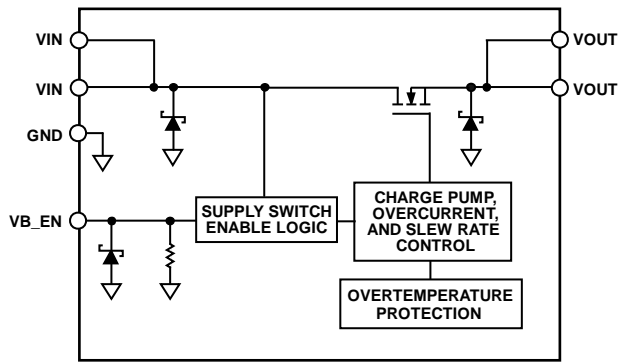 VIN
VOUT
VIN
VOUT
GND
VB_EN
SUPPLY SWITCH
ENABLE LOGIC
CHARGE PUMP,
OVERCURRENT,
AND SLEW RATE
CONTROL
OVERTEMPERATURE
PROTECTION